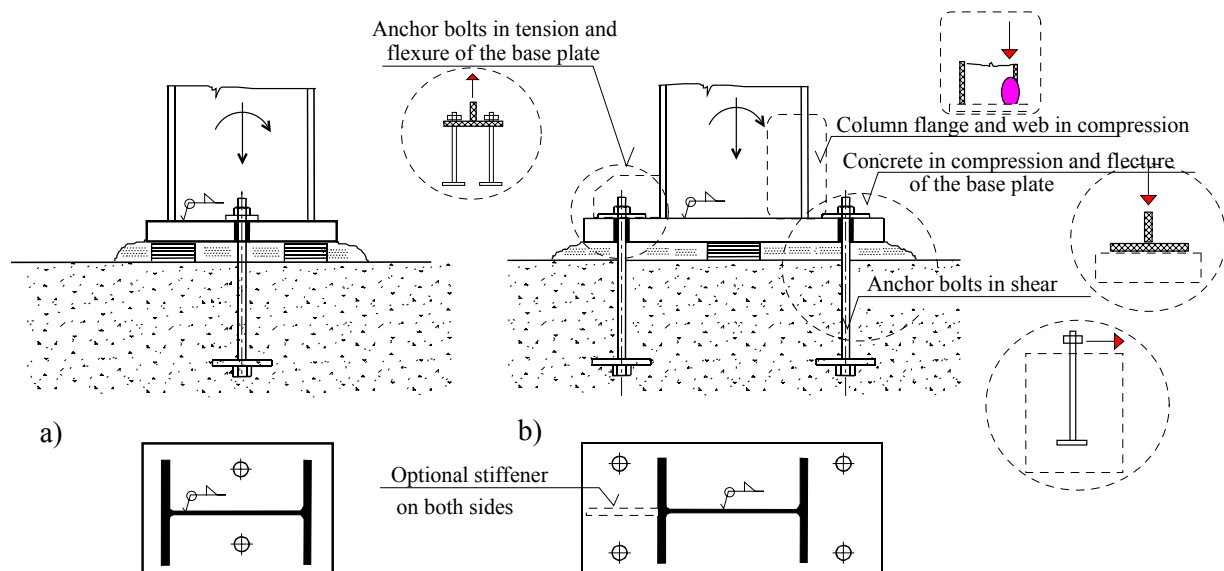 Anchor bolts in tension and
flexure of the base plate
Column flange and web in compression
Concrete in compression and flecture
of the base plate
Anchor bolts in shear
a)
b)
Optional stiffener
on both sides